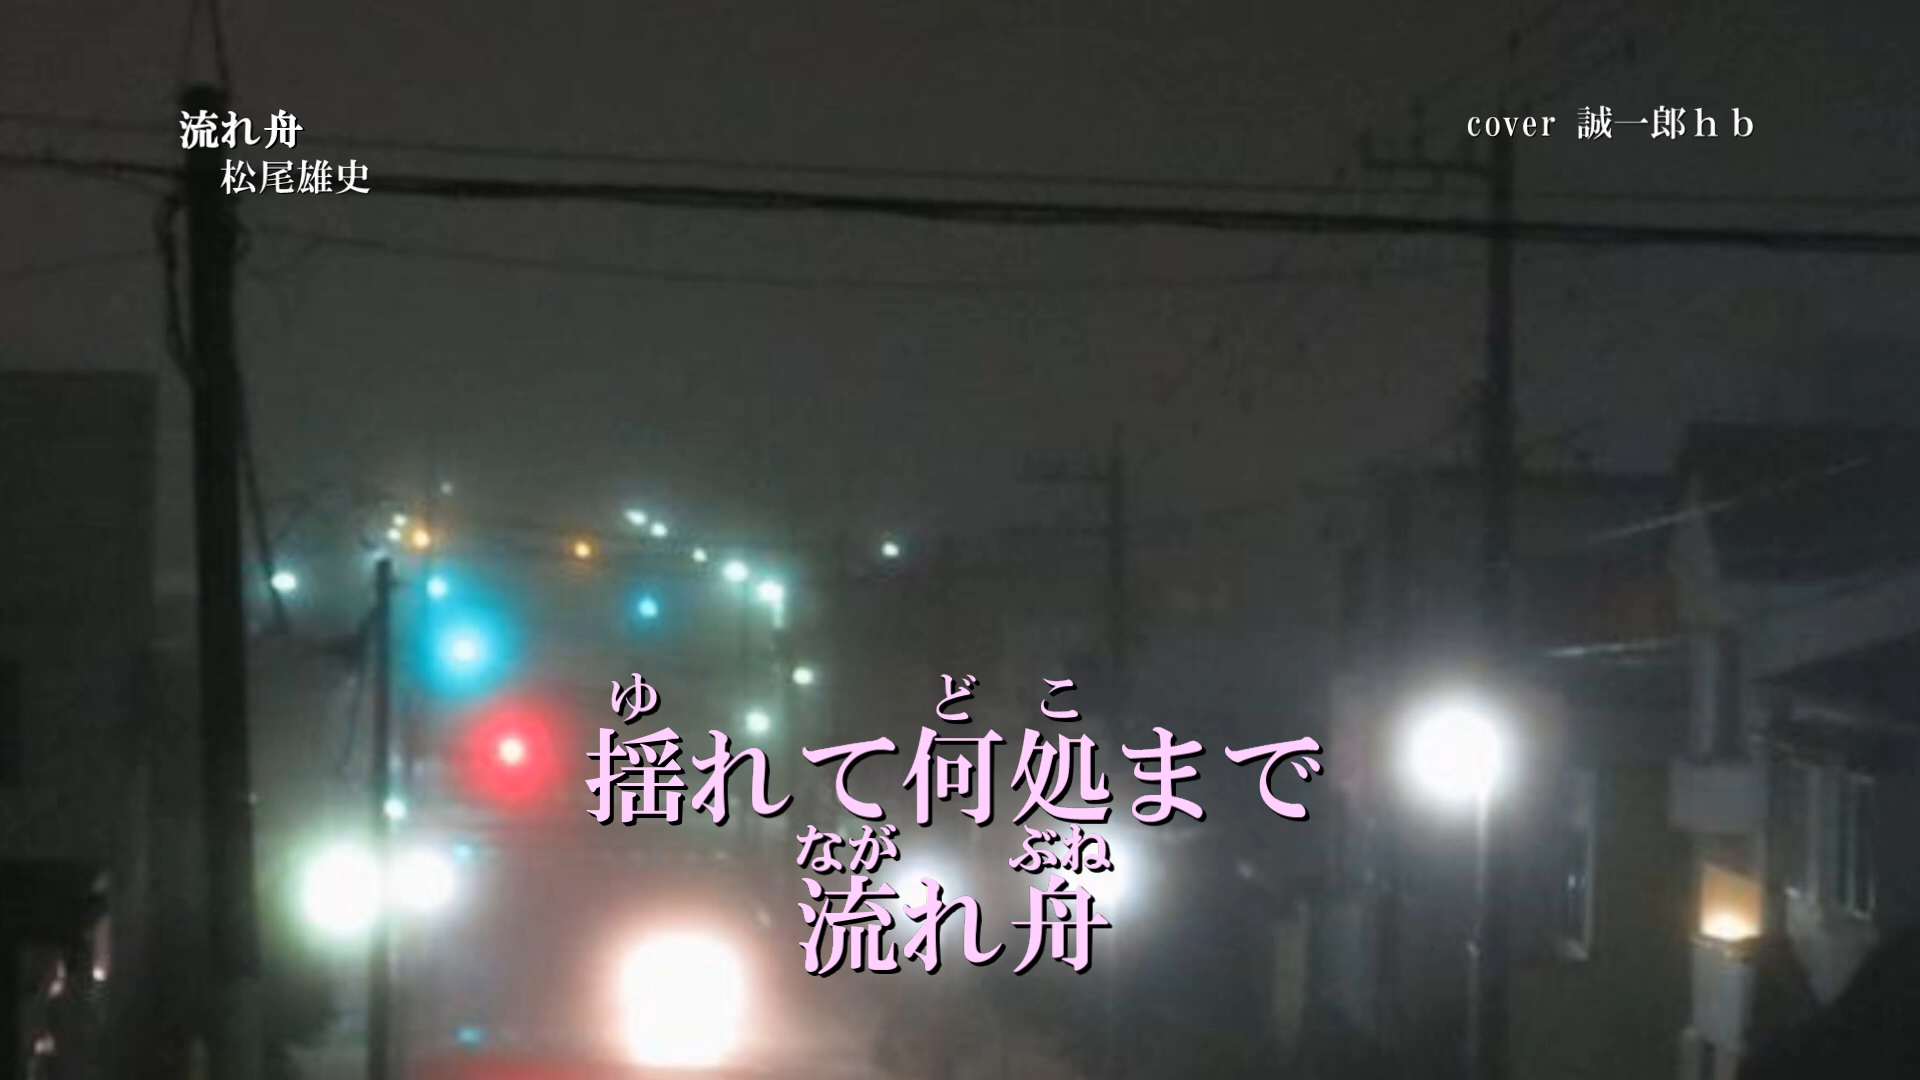 流れ舟
松尾雄史
cover 誠一郎ｈｂ
ゆ ど こ
揺れて何処まで
なが ぶね
流れ舟